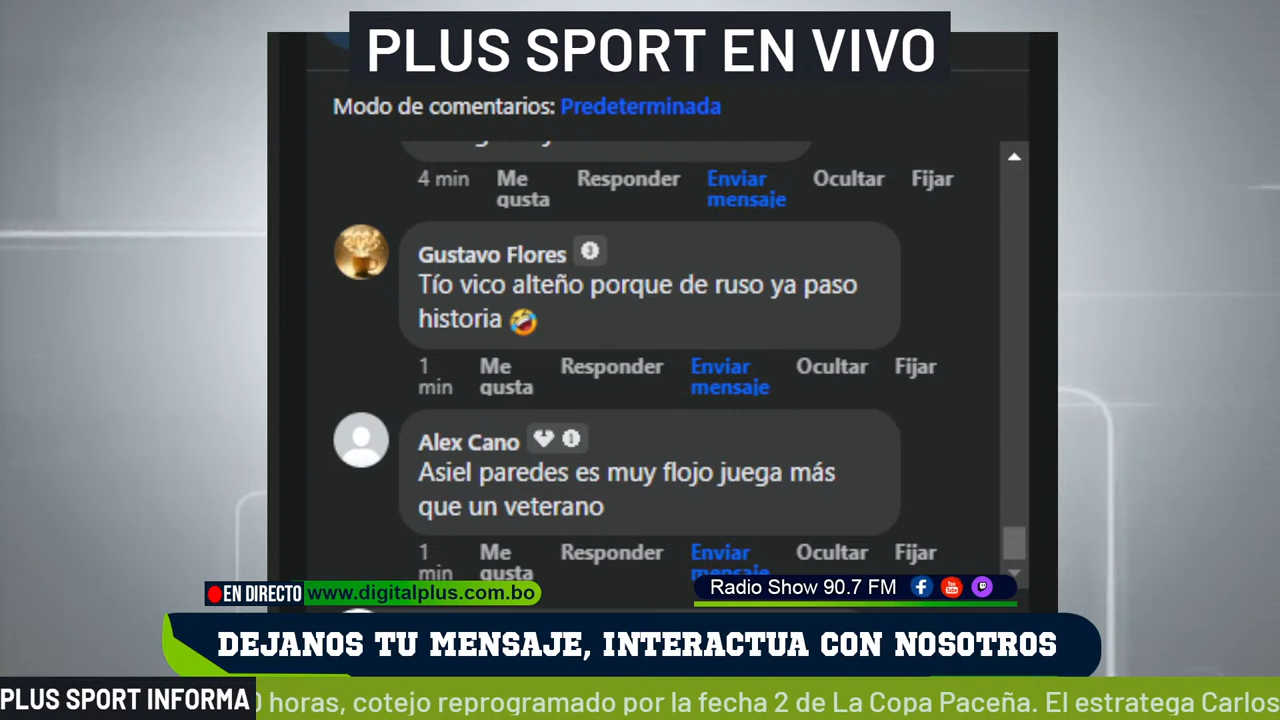 PLUS SPORT EN VIVO
Modo de comentarios: Predeterminada
4 min Me gusta Responder Enviar mensaje Ocultar Fijar
Gustavo Flores 3
Tío vico alteño porque de ruso ya paso
historia 🤣
1 min Me gusta Responder Enviar mensaje Ocultar Fijar
Alex Cano 1
Asiel paredes es muy flojo juega más
que un veterano
1 min Me gusta Responder Enviar mensaje Ocultar Fijar
EN DIRECTO www.digitalplus.com.bo
Radio Show 90.7 FM
DEJANOS TU MENSAJE, INTERACTUA CON NOSOTROS
PLUS SPORT INFORMA 0 horas, cotejo reprogramado por la fecha 2 de La Copa Paceña. El estratega Carlos